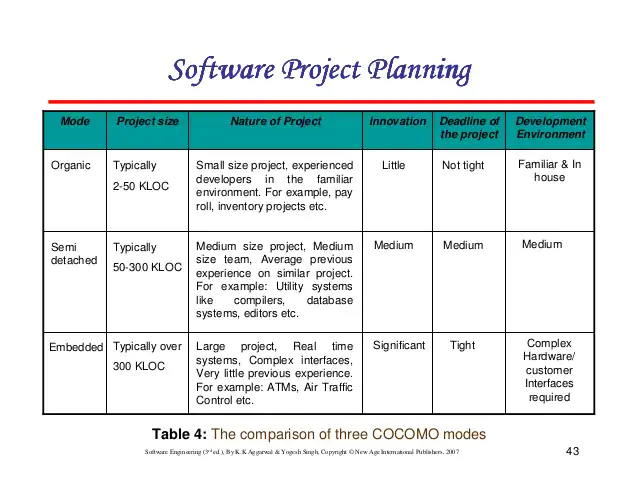 Software Project Planning
Mode
Project size
Nature of Project
Innovation
Deadline of
the project
Development
Environment
Organic
Typically
2-50 KLOC
Small size project, experienced
developers in the familiar
environment. For example, pay
roll, inventory projects etc.
Little
Not tight
Familiar & In
house
Semi
detached
Typically
50-300 KLOC
Medium size project, Medium
size team, Average previous
experience on similar project.
For example: Utility systems
like compilers, database
systems, editors etc.
Medium
Medium
Medium
Embedded
Typically over
300 KLOC
Large project, Real time
systems, Complex interfaces,
Very little previous experience.
For example: ATMs, Air Traffic
Control etc.
Significant
Tight
Complex
Hardware/
customer
Interfaces
required
Table 4: The comparison of three COCOMO modes
Software Engineering (3rd ed.), By K.K Aggarwal & Yogesh Singh, Copyright © New Age International Publishers, 2007
43